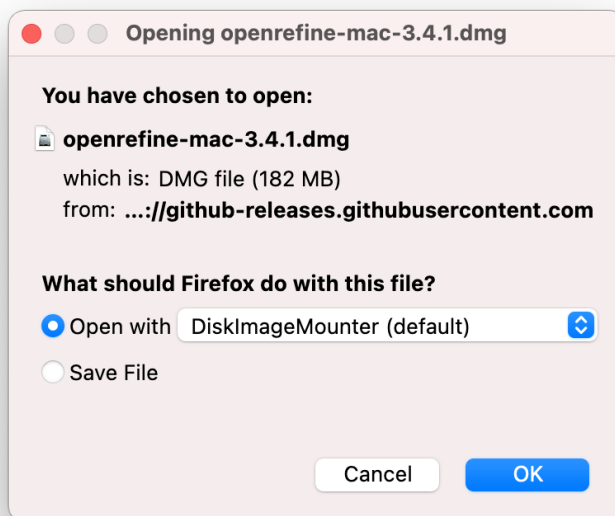 Opening openrefine-mac-3.4.1.dmg
You have chosen to open:
openrefine-mac-3.4.1.dmg
which is: DMG file (182 MB)
from: ...://github-releases.githubusercontent.com
What should Firefox do with this file?
Open with DiskImageMounter (default)
Save File
Cancel OK